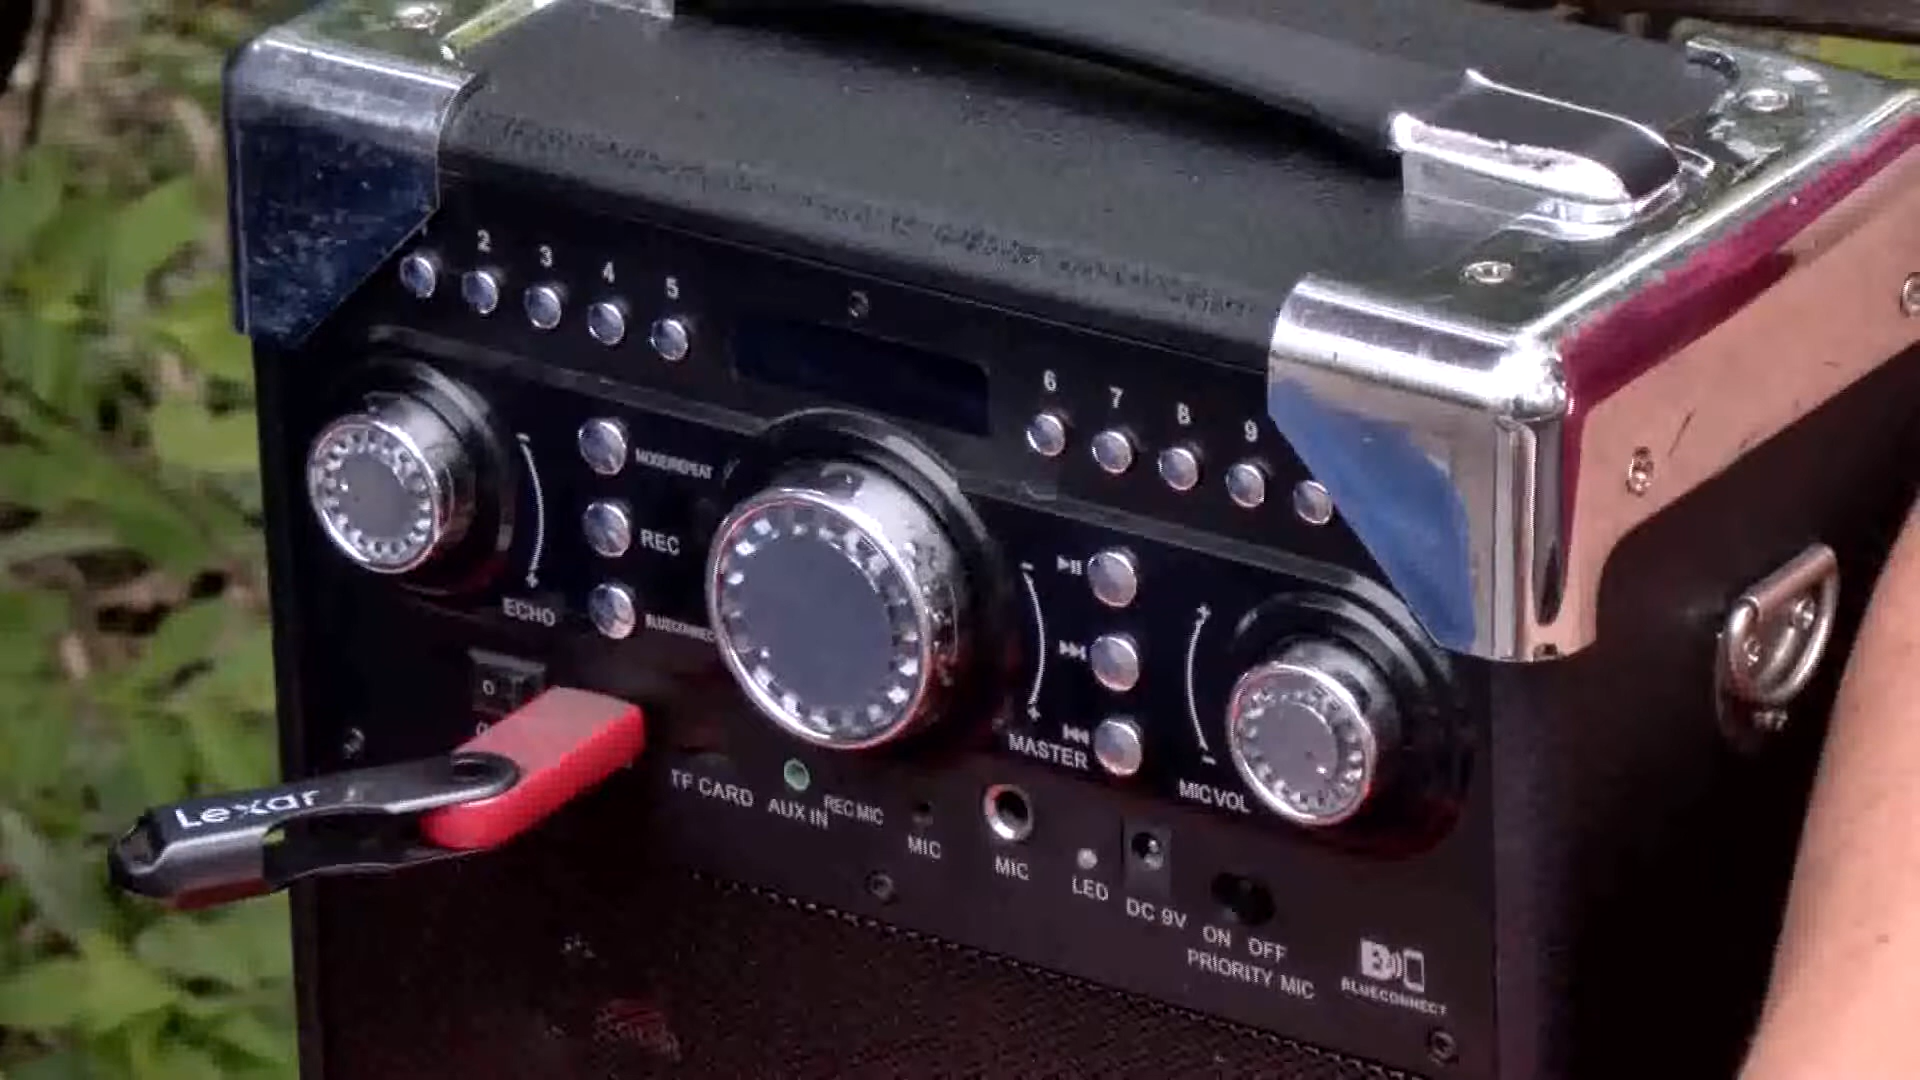 2
3
4
5
6
7
8
9
MODE/REPEAT
REC
BLUECONNEC
ECHO
MASTER
MIC VOL
Lexar
TF CARD
AUX IN
REC MIC
MIC
MIC
LED
DC 9V
ON OFF
PRIORITY MIC
BLUECONNECT